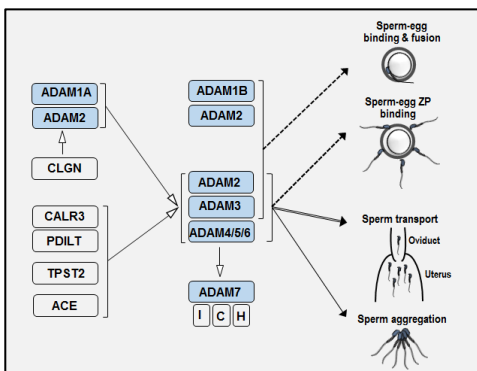 Sperm-egg
binding & fusion
ADAM1A
ADAM2
CLGN
CALR3
PDILT
TPST2
ACE
ADAM1B
ADAM2
ADAM2
ADAM3
ADAM4/5/6
ADAM7
I C H
Sperm-egg ZP
binding
Sperm transport
Oviduct
Uterus
Sperm aggregation